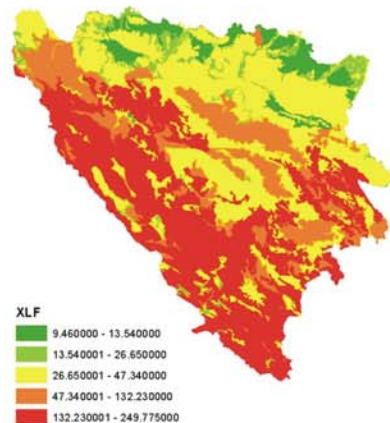 XLF
9.460000 - 13.540000
13.540001 - 26.650000
26.650001 - 47.340000
47.340001 - 132.230000
132.230001 - 249.775000